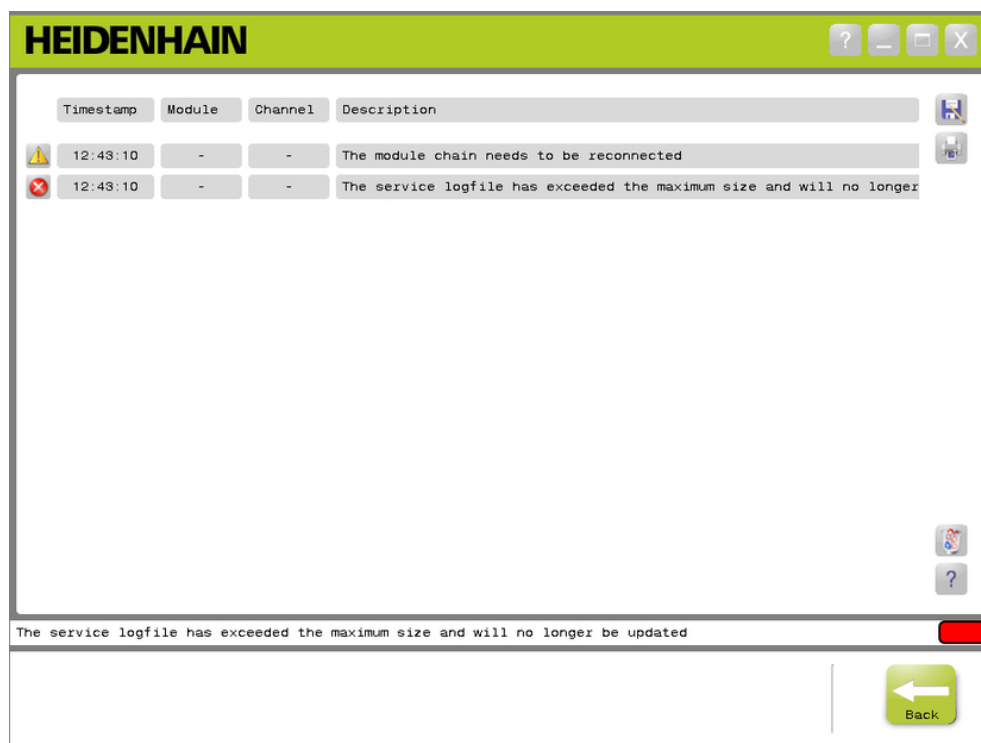 HEIDENHAIN
? _ X
Timestamp Module Channel Description
12:43:10 - - The module chain needs to be reconnected
12:43:10 - - The service logfile has exceeded the maximum size and will no longer
?
The service logfile has exceeded the maximum size and will no longer be updated
Back